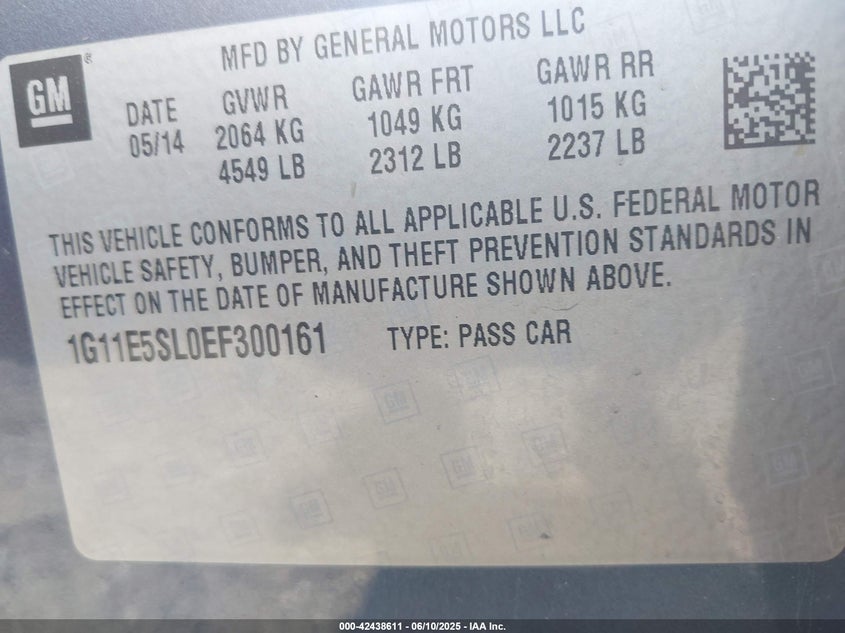 MFD BY GENERAL MOTORS LLC
GM ®
DATE GVWR GAWR FRT GAWR RR
05/14 2064 KG 1049 KG 1015 KG
4549 LB 2312 LB 2237 LB
THIS VEHICLE CONFORMS TO ALL APPLICABLE U.S. FEDERAL MOTOR
VEHICLE SAFETY, BUMPER, AND THEFT PREVENTION STANDARDS IN
EFFECT ON THE DATE OF MANUFACTURE SHOWN ABOVE.
1G11E5SL0EF300161 TYPE: PASS CAR
000-42438611 - 06/10/2025 - IAA Inc.